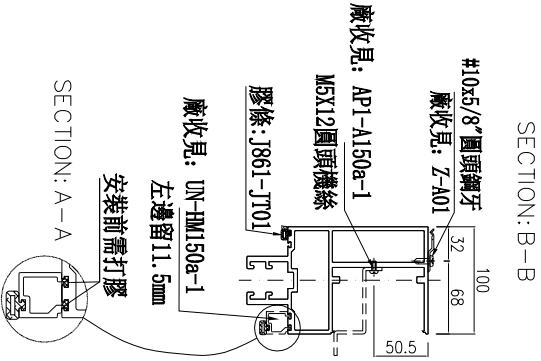 SECTION: B-B
100
32
68
50.5
#10x5/8"圓頭鋼牙
廠收見: Z-A01
M5X12圓頭機絲
廠收見: AP1-A150a-1
膠條:J861-JT01
廠收見: UN-HM150a-1
左邊留11.5mm
安裝前需打膠
SECTION: A-A